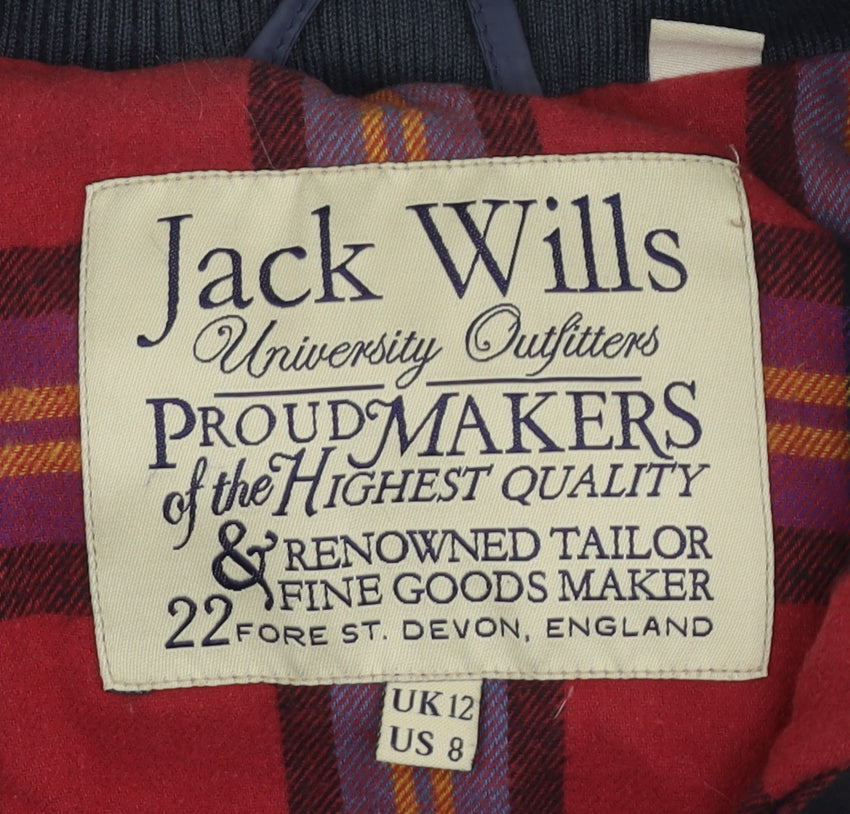 Jack Wills
University Outfitters
PROUD MAKERS
of the HIGHEST QUALITY
& RENOWNED TAILOR
FINE GOODS MAKER
22 FORE ST. DEVON, ENGLAND
UK 12
US 8